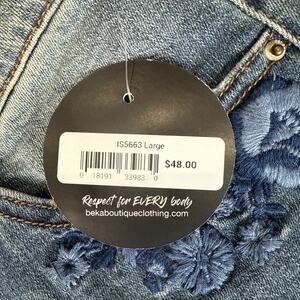 IS5663 Large
$48.00
0 18191 33983 0
Respect for EVERY body
bekaboutiqueclothing.com